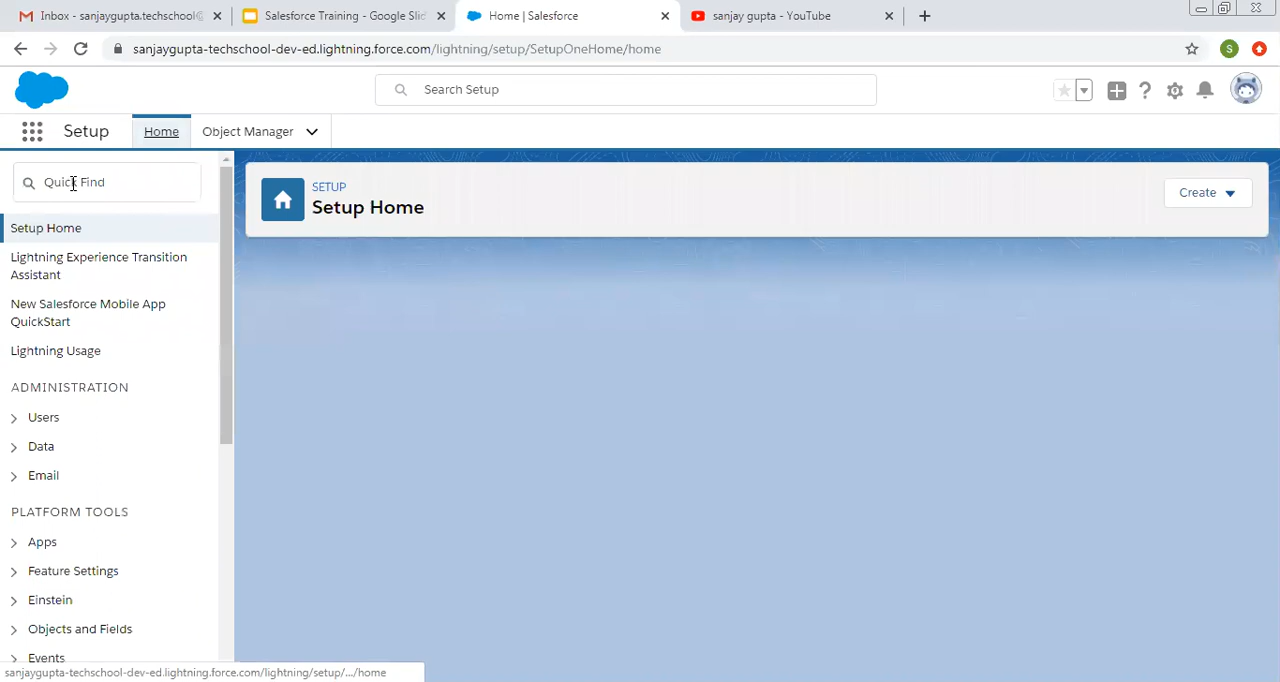 Inbox - sanjaygupta.techschool@
Salesforce Training - Google Slid
Home | Salesforce
sanjay gupta - YouTube
sanjaygupta-techschool-dev-ed.lightning.force.com/lightning/setup/SetupOneHome/home
S
Search Setup
Setup
Home
Object Manager
Quick Find
SETUP
Setup Home
Create
Setup Home
Lightning Experience Transition
Assistant
New Salesforce Mobile App
QuickStart
Lightning Usage
ADMINISTRATION
Users
Data
Email
PLATFORM TOOLS
Apps
Feature Settings
Einstein
Objects and Fields
Events
sanjaygupta-techschool-dev-ed.lightning.force.com/lightning/setup/.../home